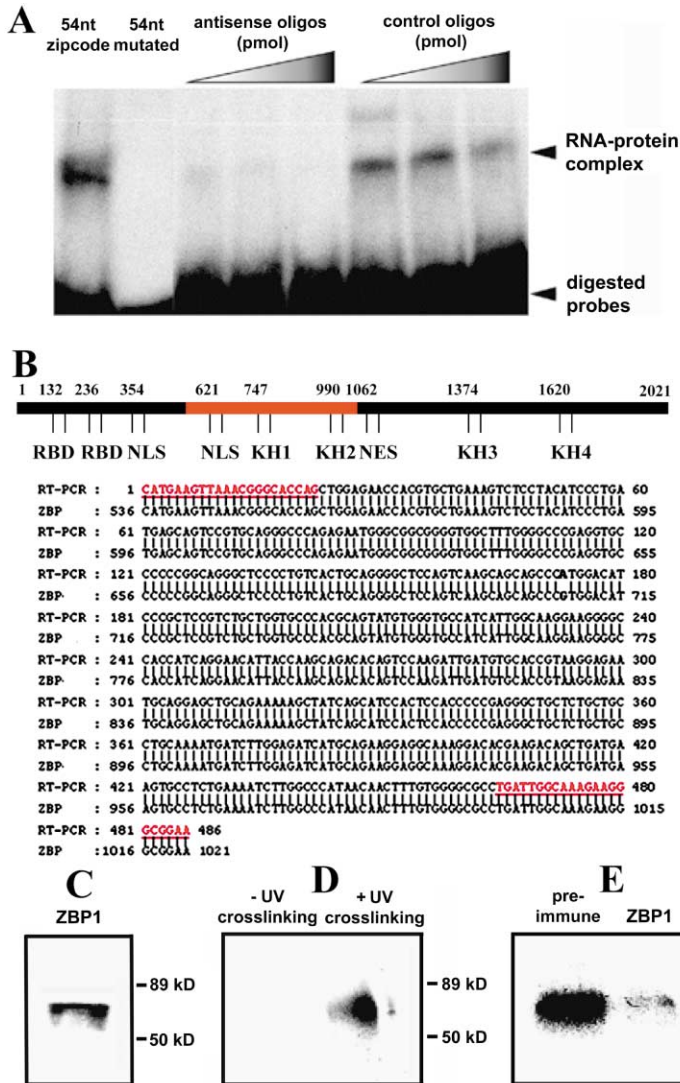 A
54nt zipcode
54nt mutated
antisense oligos (pmol)
control oligos (pmol)
RNA-protein complex
digested probes
B
1 132 236 354 621 747 990 1062 1374 1620 2021
RBD RBD NLS NLS KH1 KH2 NES KH3 KH4
RT-PCR : 1 CATGAAGTTAAACGGGCACCAGCTGGAGAACCACGTGCTGAAAGTCTCCTACATCCCTGA 60
ZBP : 536 CATGAAGTTAAACGGGCACCAGCTGGAGAACCACGTGCTGAAAGTCTCCTACATCCCTGA 595
RT-PCR : 61 TGAGCAGTCCGTGCAGGGCCCAGAGAATGGGCGGCGGGGTGGCTTTGGGGCCCGAGGTGC 120
ZBP : 596 TGAGCAGTCCGTGCAGGGCCCAGAGAATGGGCGGCGGGGTGGCTTTGGGGCCCGAGGTGC 655
RT-PCR : 121 CCCCCGGCAGGGCTCCCCTGTCACTGCAGGGGCTCCAGTCAAGCAGCAGCCCATGGACAT 180
ZBP : 656 CCCCCGGCAGGGCTCCCCTGTCACTGCAGGGGCTCCAGTCAAGCAGCAGCCCGTGGACAT 715
RT-PCR : 181 CCCGCTCCGTCTGCTGGTGCCCACGCAGTATGTGGGTGCCATCATTGGCAAGGAAGGGGC 240
ZBP : 716 CCCGCTCCGTCTGCTGGTGCCCACGCAGTATGTGGGTGCCATCATTGGCAAGGAAGGGGC 775
RT-PCR : 241 CACCATCAGGAACATTACCAAGCAGACACAGTCCAAGATTGATGTGCACCGTAAGGAGAA 300
ZBP : 776 CACCATCAGGAACATTACCAAGCAGACACAGTCCAAGATTGATGTGCACCGTAAGGAGAA 835
RT-PCR : 301 TGCAGGAGCTGCAGAAAAAGCTATCAGCATCCACTCCACCCCCGAGGGCTGCTCTGCTGC 360
ZBP : 836 TGCAGGAGCTGCAGAAAAAGCTATCAGCATCCACTCCACCCCCGAGGGCTGCTCTGCTGC 895
RT-PCR : 361 CTGCAAAATGATCTTGGAGATCATGCAGAAGGAGGCAAAGGACACGAAGACAGCTGATGA 420
ZBP : 896 CTGCAAAATGATCTTGGAGATCATGCAGAAGGAGGCAAAGGACACGAAGACAGCTGATGA 955
RT-PCR : 421 AGTGCCTCTGAAAATCTTGGCCCATAACAACTTTGTGGGGCGCCTGATTGGCAAAGAAGG 480
ZBP : 956 AGTGCCTCTGAAAATCTTGGCCCATAACAACTTTGTGGGGCGCCTGATTGGCAAAGAAGG 1015
RT-PCR : 481 GCGGAA 486
ZBP :1016 GCGGAA 1021
C
ZBP1
89 kD
50 kD
D
- UV crosslinking
+ UV crosslinking
89 kD
50 kD
E
pre-immune
ZBP1